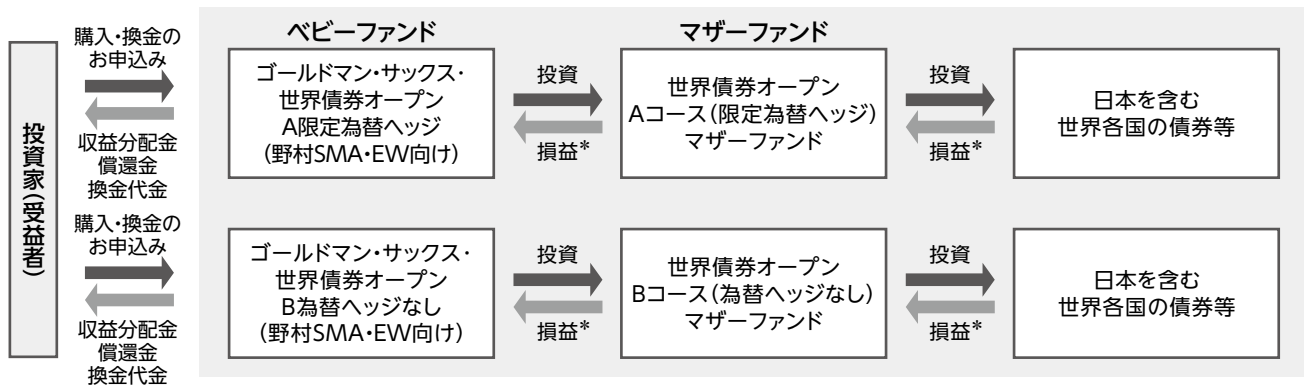 投資家(受益者)
購入・換金の
お申込み
収益分配金
償還金
換金代金
ベビーファンド
ゴールドマン・サックス・
世界債券オープン
A限定為替ヘッジ
(野村SMA・EW向け)
投資
損益*
マザーファンド
世界債券オープン
Aコース(限定為替ヘッジ)
マザーファンド
投資
損益*
日本を含む
世界各国の債券等
購入・換金の
お申込み
収益分配金
償還金
換金代金
ゴールドマン・サックス・
世界債券オープン
B為替ヘッジなし
(野村SMA・EW向け)
投資
損益*
世界債券オープン
Bコース(為替ヘッジなし)
マザーファンド
投資
損益*
日本を含む
世界各国の債券等